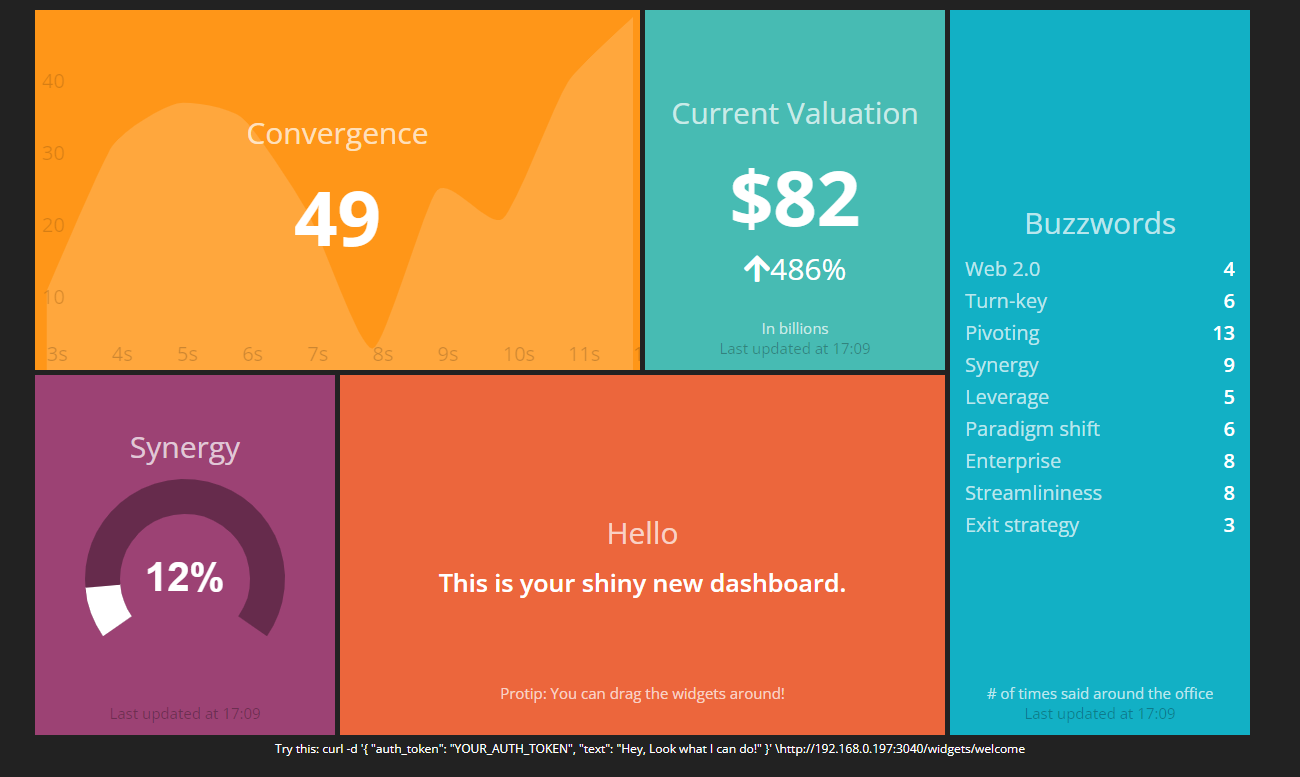 Convergence
49
40
30
20
10
3s 4s 5s 6s 7s 8s 9s 10s 11s
Current Valuation
$82
486%
In billions
Last updated at 17:09
Buzzwords
Web 2.0 4
Turn-key 6
Pivoting 13
Synergy 9
Leverage 5
Paradigm shift 6
Enterprise 8
Streamlininess 8
Exit strategy 3
# of times said around the office
Last updated at 17:09
Synergy
12%
Last updated at 17:09
Hello
This is your shiny new dashboard.
Protip: You can drag the widgets around!
Try this: curl -d '{ "auth_token": "YOUR_AUTH_TOKEN", "text": "Hey, Look what I can do!" }' \http://192.168.0.197:3040/widgets/welcome